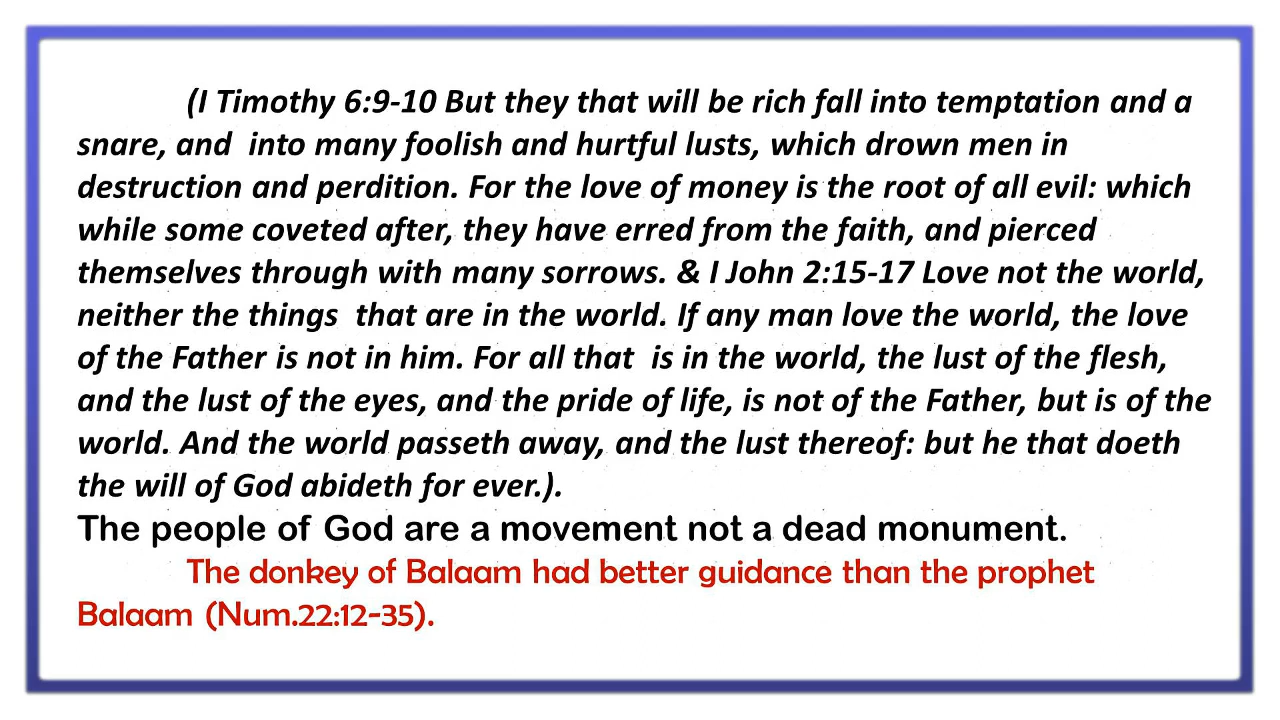 (I Timothy 6:9-10 But they that will be rich fall into temptation and a
snare, and  into many foolish and hurtful lusts, which drown men in
destruction and perdition. For the love of money is the root of all evil: which
while some coveted after, they have erred from the faith, and pierced
themselves through with many sorrows. & I John 2:15-17 Love not the world,
neither the things  that are in the world. If any man love the world, the love
of the Father is not in him. For all that  is in the world, the lust of the flesh,
and the lust of the eyes, and the pride of life, is not of the Father, but is of the
world. And the world passeth away, and the lust thereof: but he that doeth
the will of God abideth for ever.).
The people of God are a movement not a dead monument.
The donkey of Balaam had better guidance than the prophet
Balaam (Num.22:12-35).